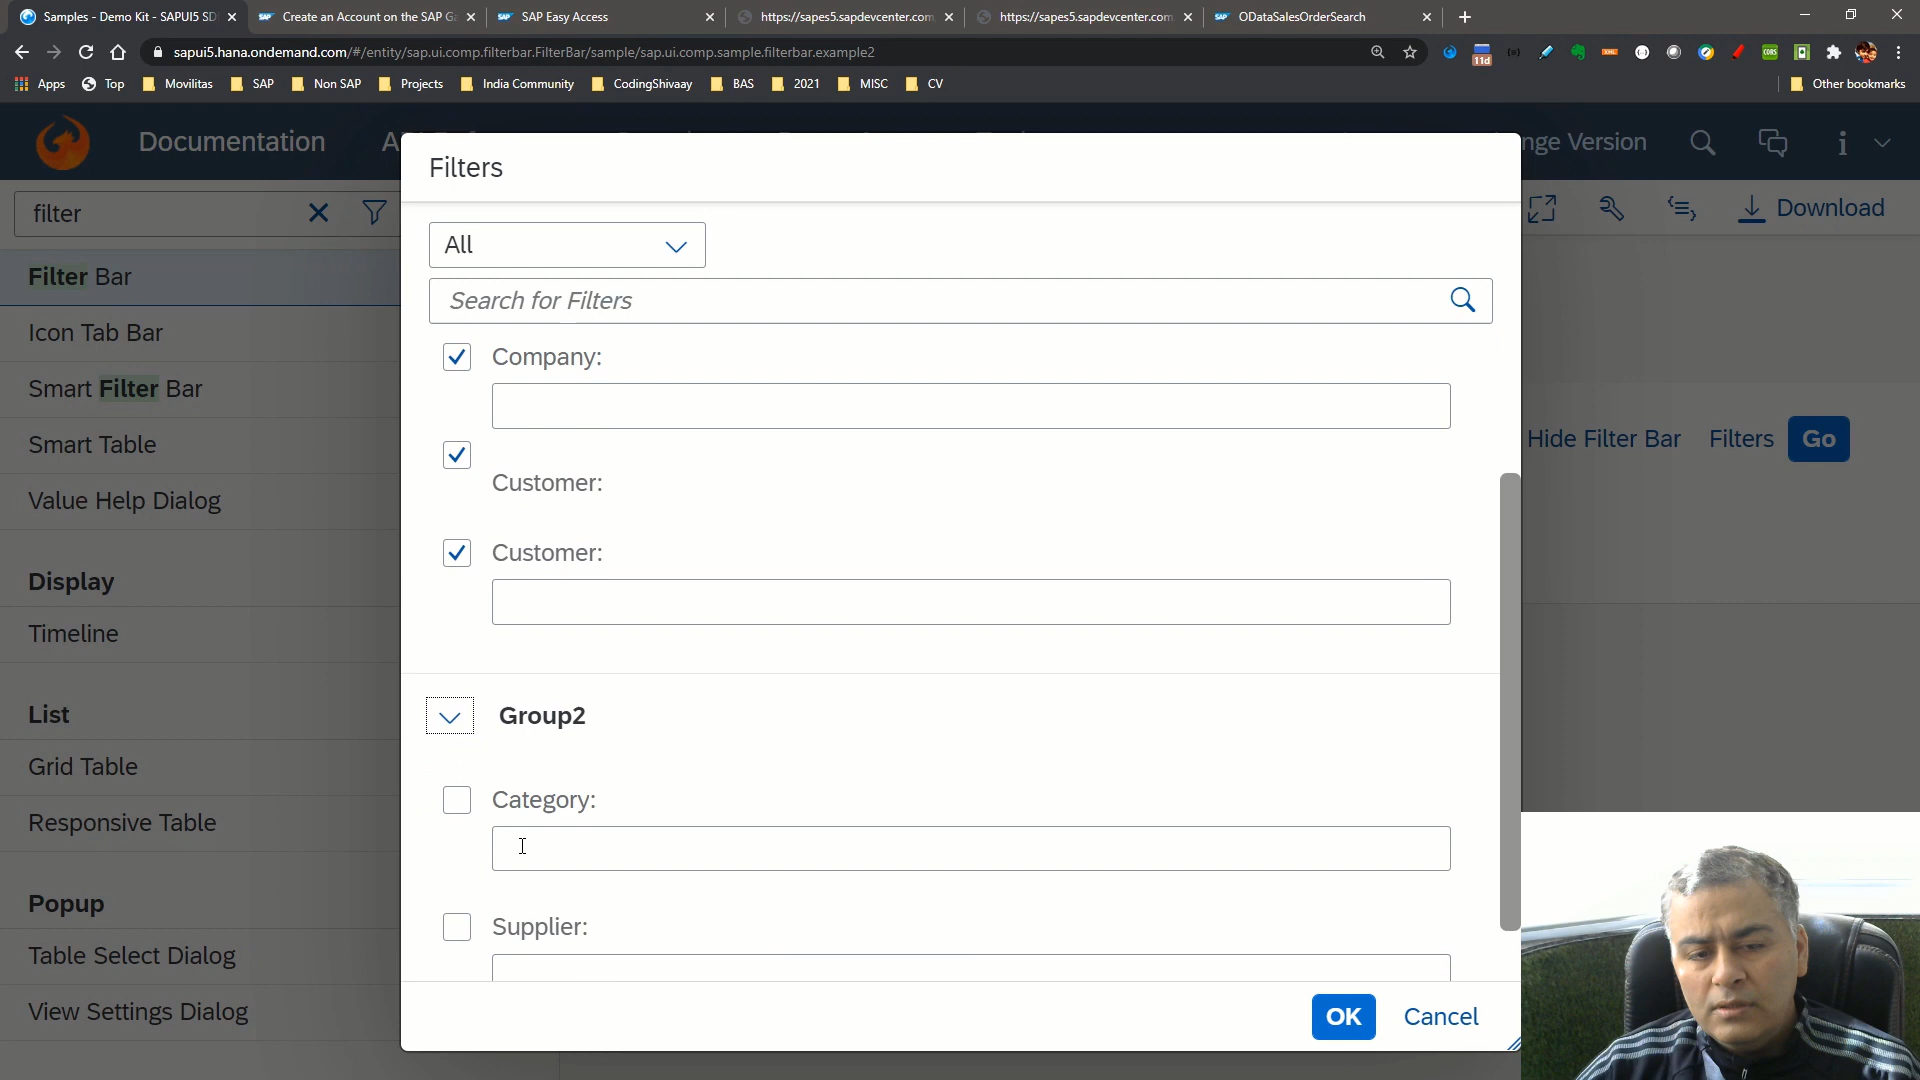 Samples - Demo Kit - SAPUI5 SD
Create an Account on the SAP Ga
SAP Easy Access
https://sapes5.sapdevcenter.com
https://sapes5.sapdevcenter.com
ODataSalesOrderSearch
sapui5.hana.ondemand.com/#/entity/sap.ui.comp.filterbar.FilterBar/sample/sap.ui.comp.sample.filterbar.example2
11d
XML
CORS
Apps
Top
Movilitas
SAP
Non SAP
Projects
India Community
CodingShivaay
BAS
2021
MISC
CV
Other bookmarks
Documentation
nge Version
filter
Download
Filter Bar
Icon Tab Bar
Smart Filter Bar
Smart Table
Value Help Dialog
Display
Timeline
List
Grid Table
Responsive Table
Popup
Table Select Dialog
View Settings Dialog
Filters
All
Search for Filters
Company:
Customer:
Customer:
Group2
Category:
Supplier:
OK
Cancel
Hide Filter Bar
Filters
Go